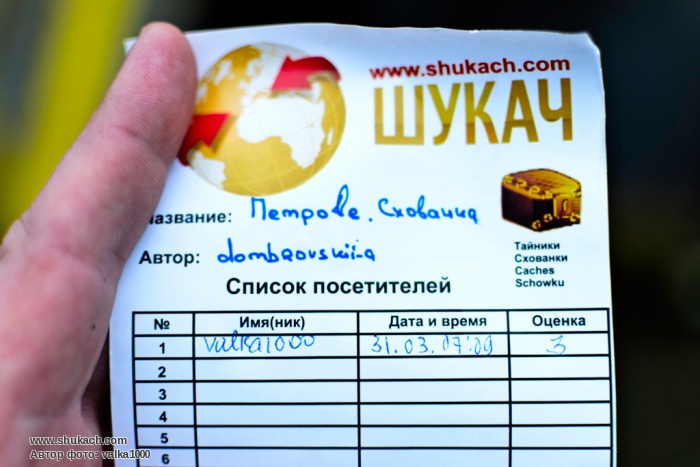 www.shukach.com
ШУКАЧ
Название: Петрове. Схованка
Автор: dombrovskii-a
Тайники
Схованки
Caches
Schowku
Список посетителей
№ Имя(ник) Дата и время Оценка
1 valka1000 31.03. 07:09 3
2
3
4
5
6
www.shukach.com
Автор фото: valka1000